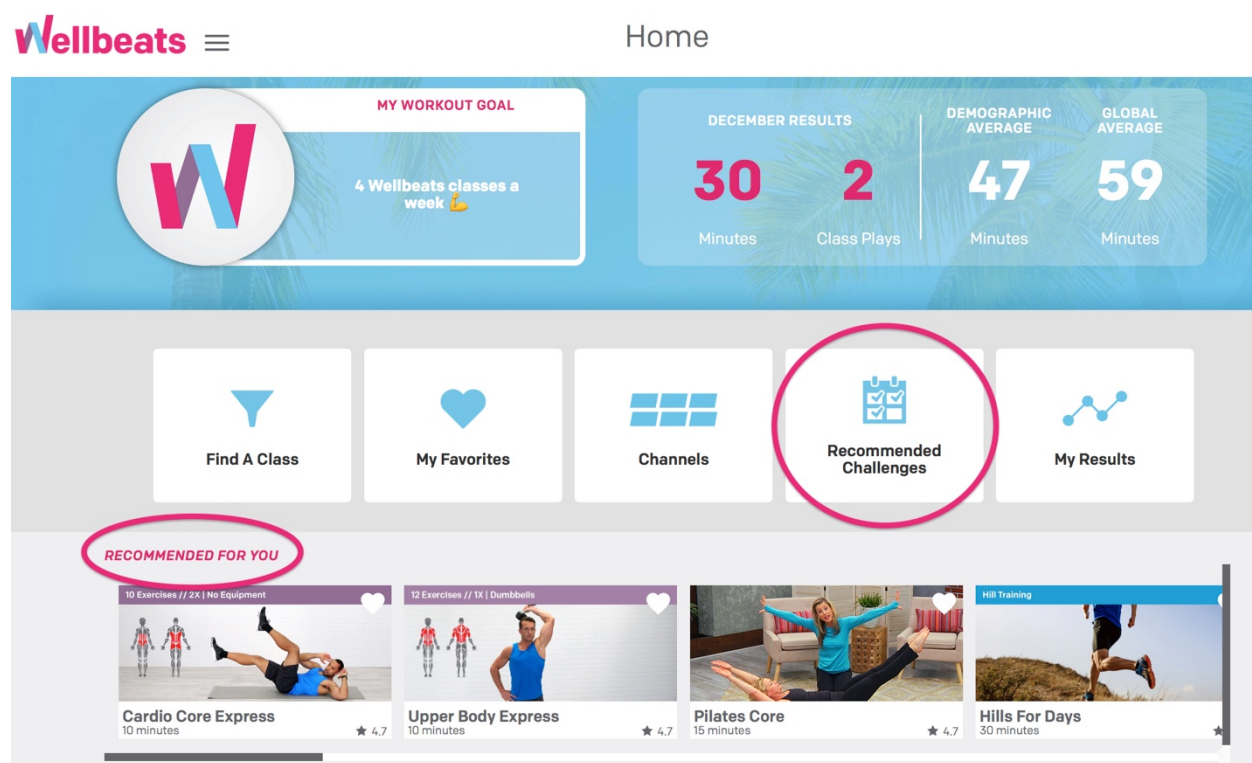 Wellbeats
Home
MY WORKOUT GOAL
4 Wellbeats classes a
week 💪
DECEMBER RESULTS
30
Minutes
2
Class Plays
DEMOGRAPHIC
AVERAGE
47
Minutes
GLOBAL
AVERAGE
59
Minutes
Find A Class
My Favorites
Channels
Recommended
Challenges
My Results
RECOMMENDED FOR YOU
10 Exercises // 2X | No Equipment
Cardio Core Express
10 minutes
★ 4.7
12 Exercises // 1X | Dumbbells
Upper Body Express
10 minutes
★ 4.7
Pilates Core
15 minutes
★ 4.7
Hill Training
Hills For Days
30 minutes